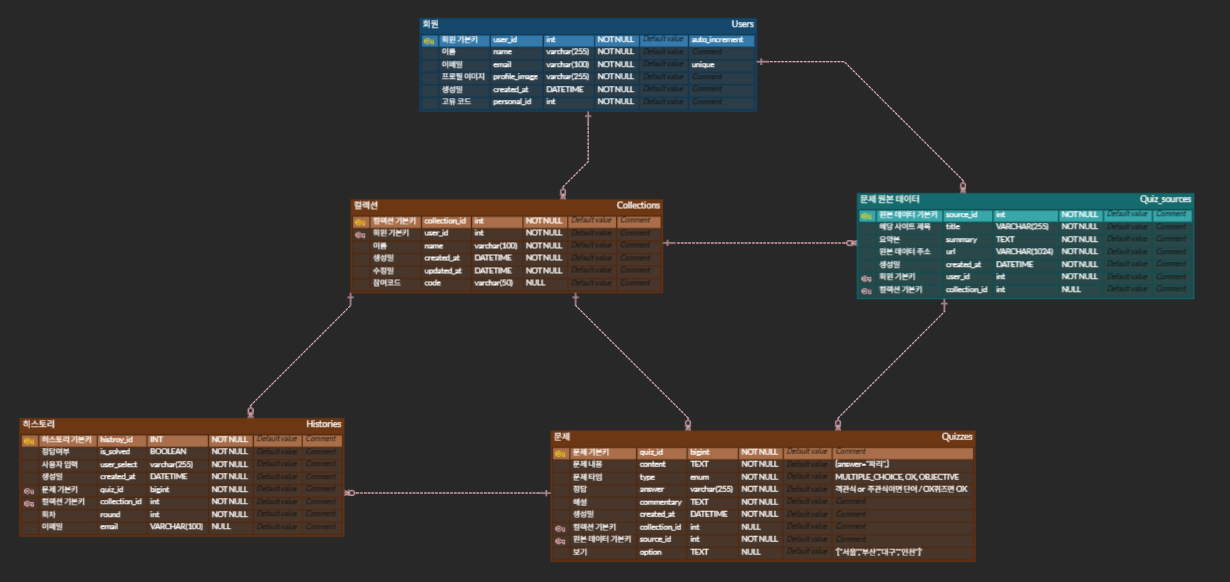 회원 Users
회원 기본키 user_id int NOT NULL Default value auto_increment
이름 name varchar(255) NOT NULL Default value Comment
이메일 email varchar(100) NOT NULL Default value unique
프로필 이미지 profile_image varchar(255) NOT NULL Default value Comment
생성일 created_at DATETIME NOT NULL Default value Comment
고유 코드 personal_id int NOT NULL Default value Comment
컬렉션 Collections
컬렉션 기본키 collection_id int NOT NULL Default value Comment
회원 기본키 user_id int NOT NULL Default value Comment
이름 name varchar(100) NOT NULL Default value Comment
생성일 created_at DATETIME NOT NULL Default value Comment
수정일 updated_at DATETIME NOT NULL Default value Comment
참여코드 code varchar(50) NULL Default value Comment
문제 원본 데이터 Quiz_sources
원본 데이터 기본키 source_id int NOT NULL Default value Comment
해당 사이트 제목 title VARCHAR(255) NOT NULL Default value Comment
요약본 summary TEXT NOT NULL Default value Comment
원본 데이터 주소 url VARCHAR(1024) NOT NULL Default value Comment
생성일 created_at DATETIME NOT NULL Default value Comment
회원 기본키 user_id int NOT NULL Default value Comment
컬렉션 기본키 collection_id int NULL Default value Comment
히스토리 Histories
히스토리 기본키 histroy_id INT NOT NULL Default value Comment
정답여부 is_solved BOOLEAN NOT NULL Default value Comment
사용자 입력 user_select varchar(255) NOT NULL Default value Comment
생성일 created_at DATETIME NOT NULL Default value Comment
문제 기본키 quiz_id bigint NOT NULL Default value Comment
컬렉션 기본키 collection_id int NOT NULL Default value Comment
회차 round int NOT NULL Default value Comment
이메일 email VARCHAR(100) NULL Default value Comment
문제 Quizzes
문제 기본키 quiz_id bigint NOT NULL Default value Comment
문제 내용 content TEXT NOT NULL Default value {answer="파리",}
문제 타입 type enum NOT NULL Default value MULTIPLE_CHOICE, OX, OBJECTIVE
정답 answer varchar(255) NOT NULL Default value 객관식 or 주관식이면 단어 / OX퀴즈면 OX
해설 commentary TEXT NOT NULL Default value Comment
생성일 created_at DATETIME NOT NULL Default value Comment
컬렉션 기본키 collection_id int NULL Default value Comment
원본 데이터 기본키 source_id int NOT NULL Default value Comment
보기 option TEXT NULL Default value '["서울","부산","대구","인천"]'